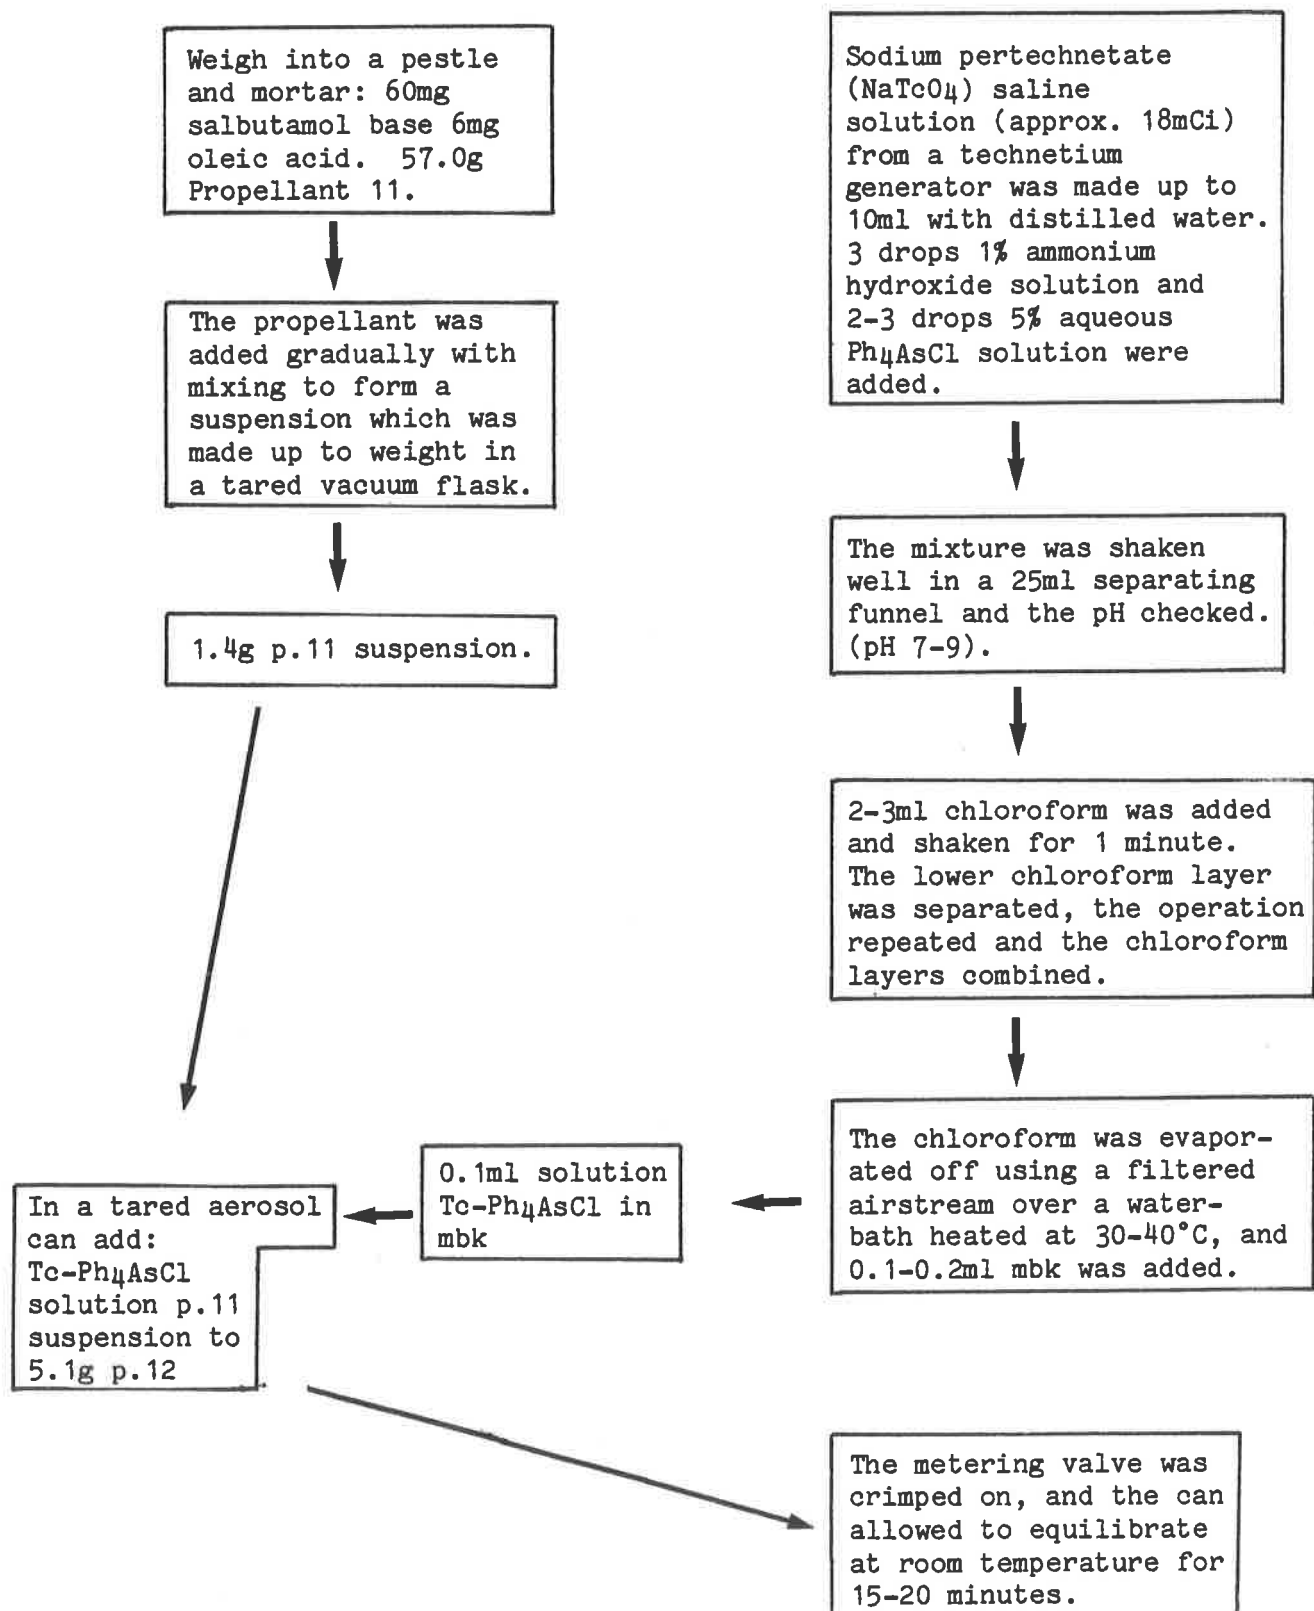 Weigh into a pestle
and mortar: 60mg
salbutamol base 6mg
oleic acid.  57.0g
Propellant 11.
The propellant was
added gradually with
mixing to form a
suspension which was
made up to weight in
a tared vacuum flask.
1.4g p.11 suspension.
Sodium pertechnetate
(NaTcO₄) saline
solution (approx. 18mCi)
from a technetium
generator was made up to
10ml with distilled water.
3 drops 1% ammonium
hydroxide solution and
2-3 drops 5% aqueous
Ph₄AsCl solution were
added.
The mixture was shaken
well in a 25ml separating
funnel and the pH checked.
(pH 7-9).
2-3ml chloroform was added
and shaken for 1 minute.
The lower chloroform layer
was separated, the operation
repeated and the chloroform
layers combined.
The chloroform was evapor-
ated off using a filtered
airstream over a water-
bath heated at 30-40°C, and
0.1-0.2ml mbk was added.
0.1ml solution
Tc-Ph₄AsCl in
mbk
In a tared aerosol
can add:
Tc-Ph₄AsCl
solution p.11
suspension to
5.1g p.12
The metering valve was
crimped on, and the can
allowed to equilibrate
at room temperature for
15-20 minutes.